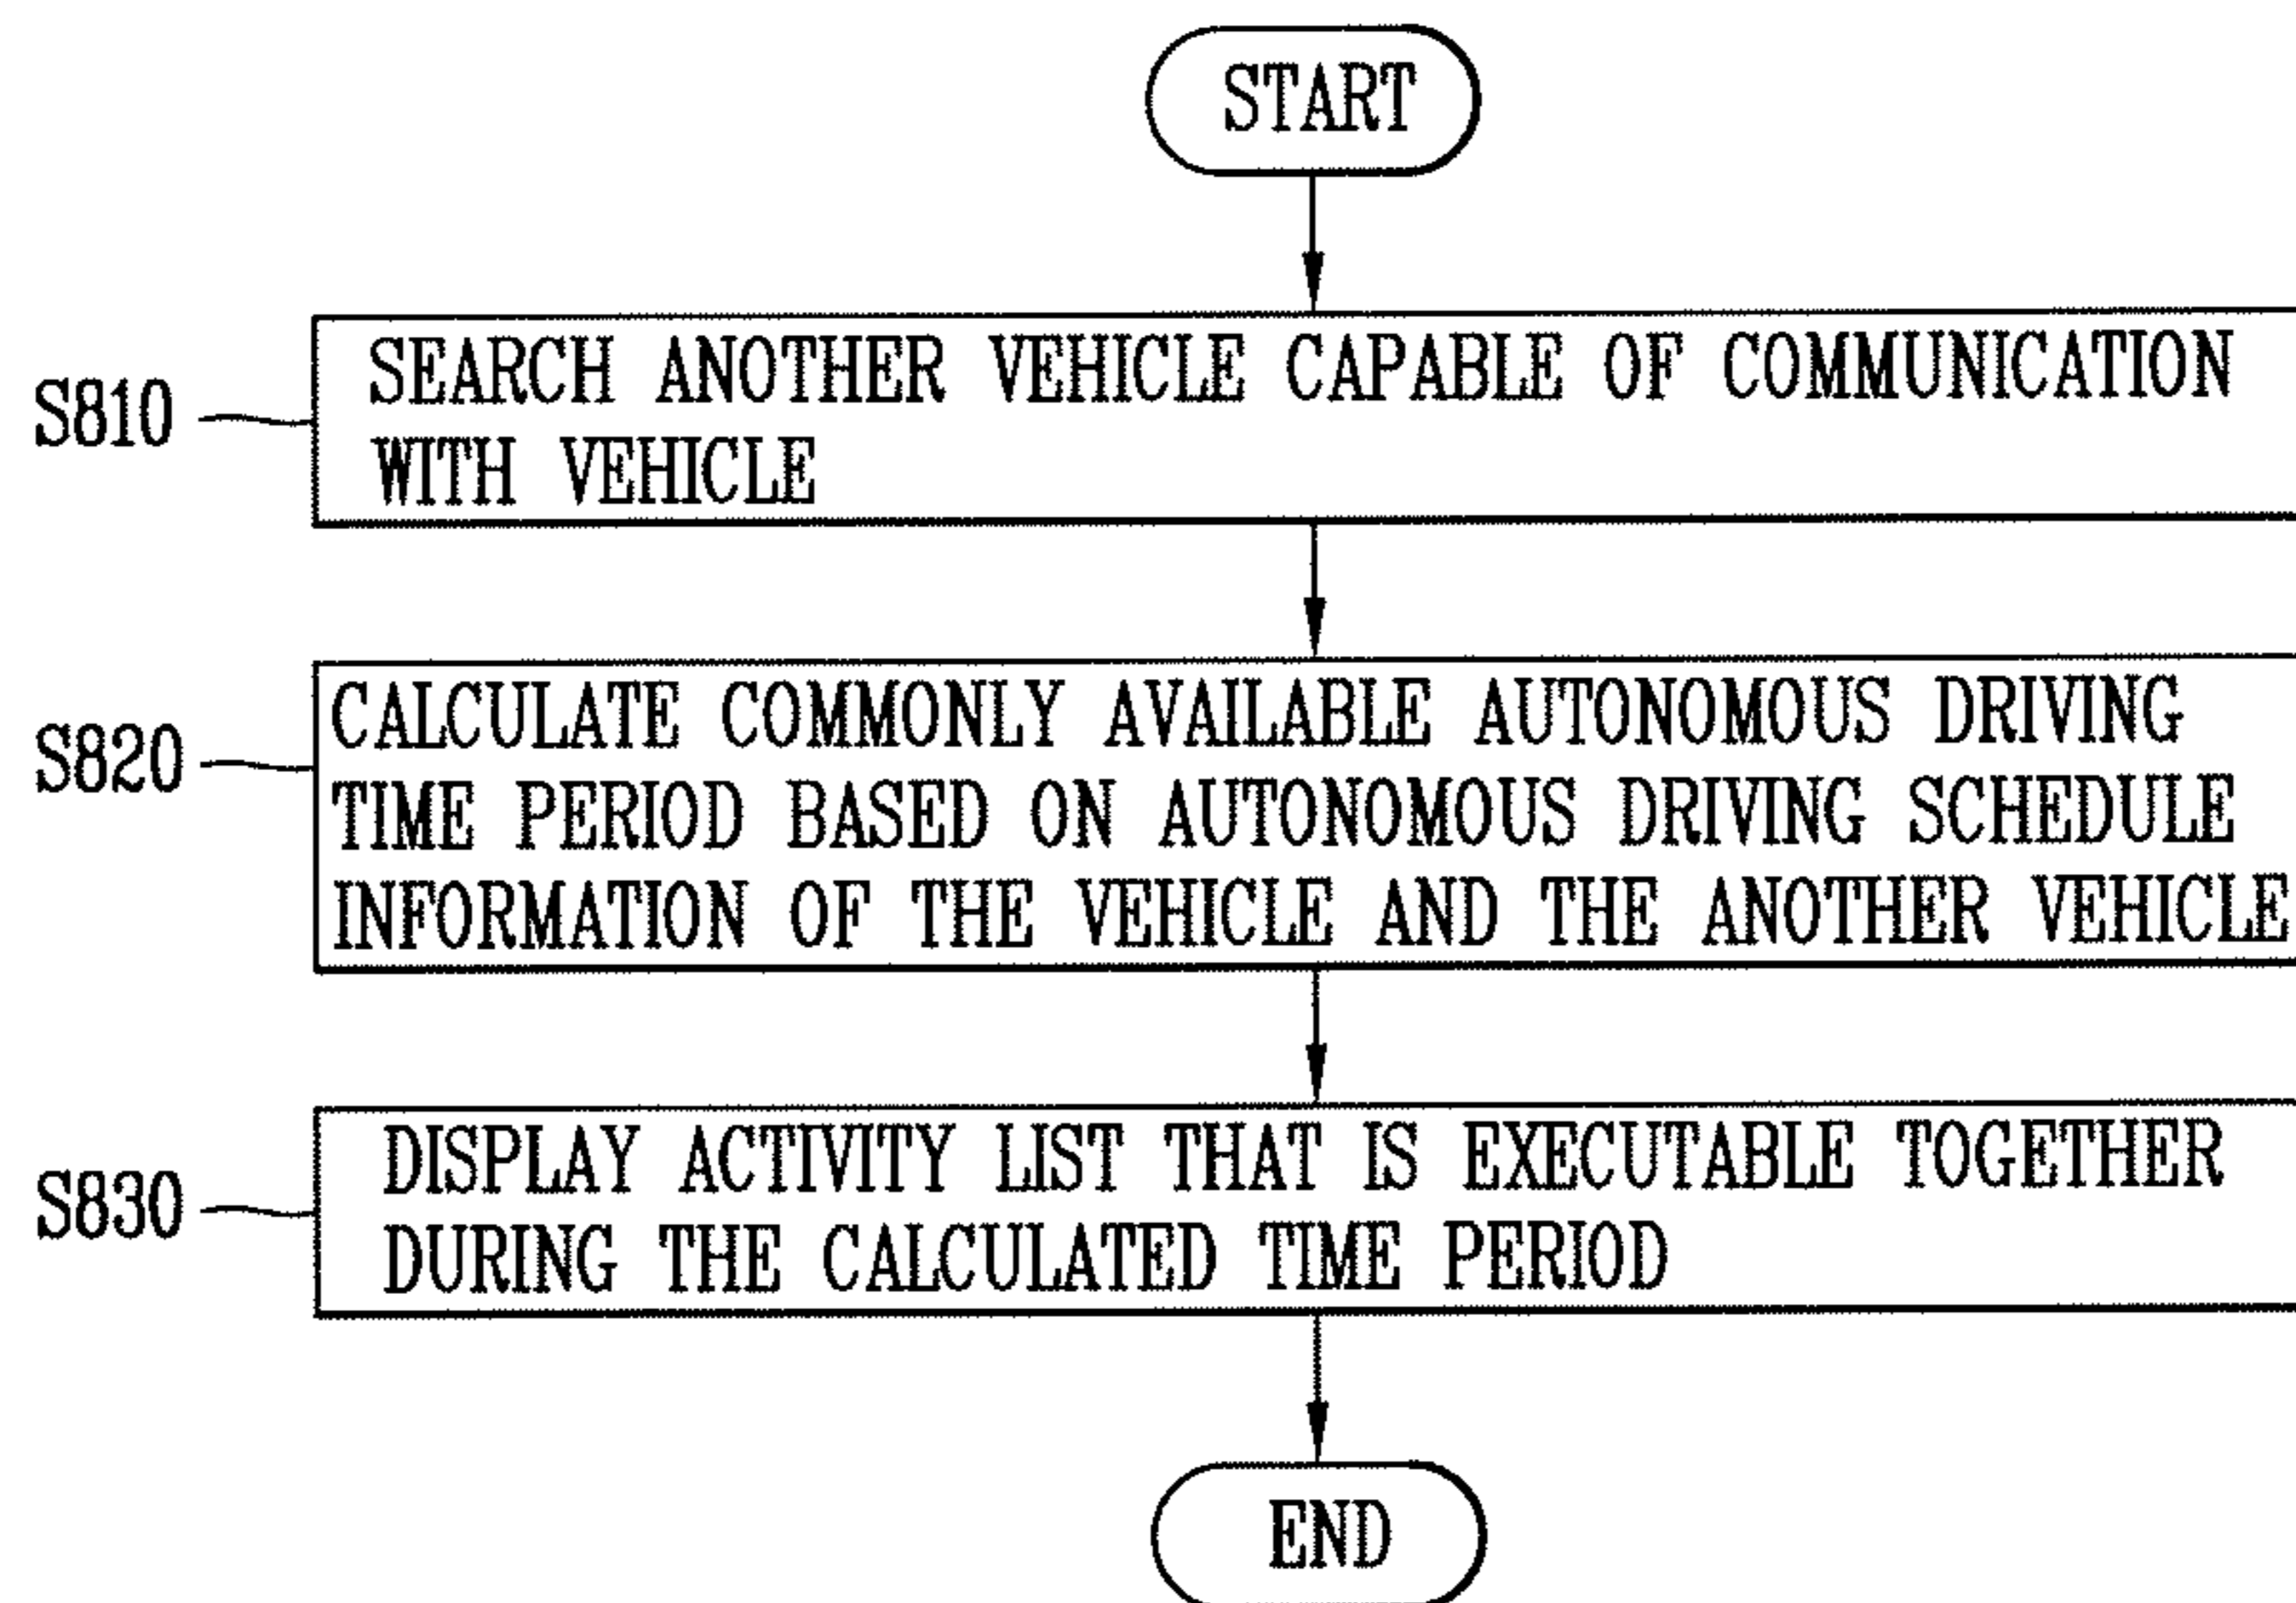 START
S810
SEARCH ANOTHER VEHICLE CAPABLE OF COMMUNICATION
WITH VEHICLE
S820
CALCULATE COMMONLY AVAILABLE AUTONOMOUS DRIVING
TIME PERIOD BASED ON AUTONOMOUS DRIVING SCHEDULE
INFORMATION OF THE VEHICLE AND THE ANOTHER VEHICLE
S830
DISPLAY ACTIVITY LIST THAT IS EXECUTABLE TOGETHER
DURING THE CALCULATED TIME PERIOD
END